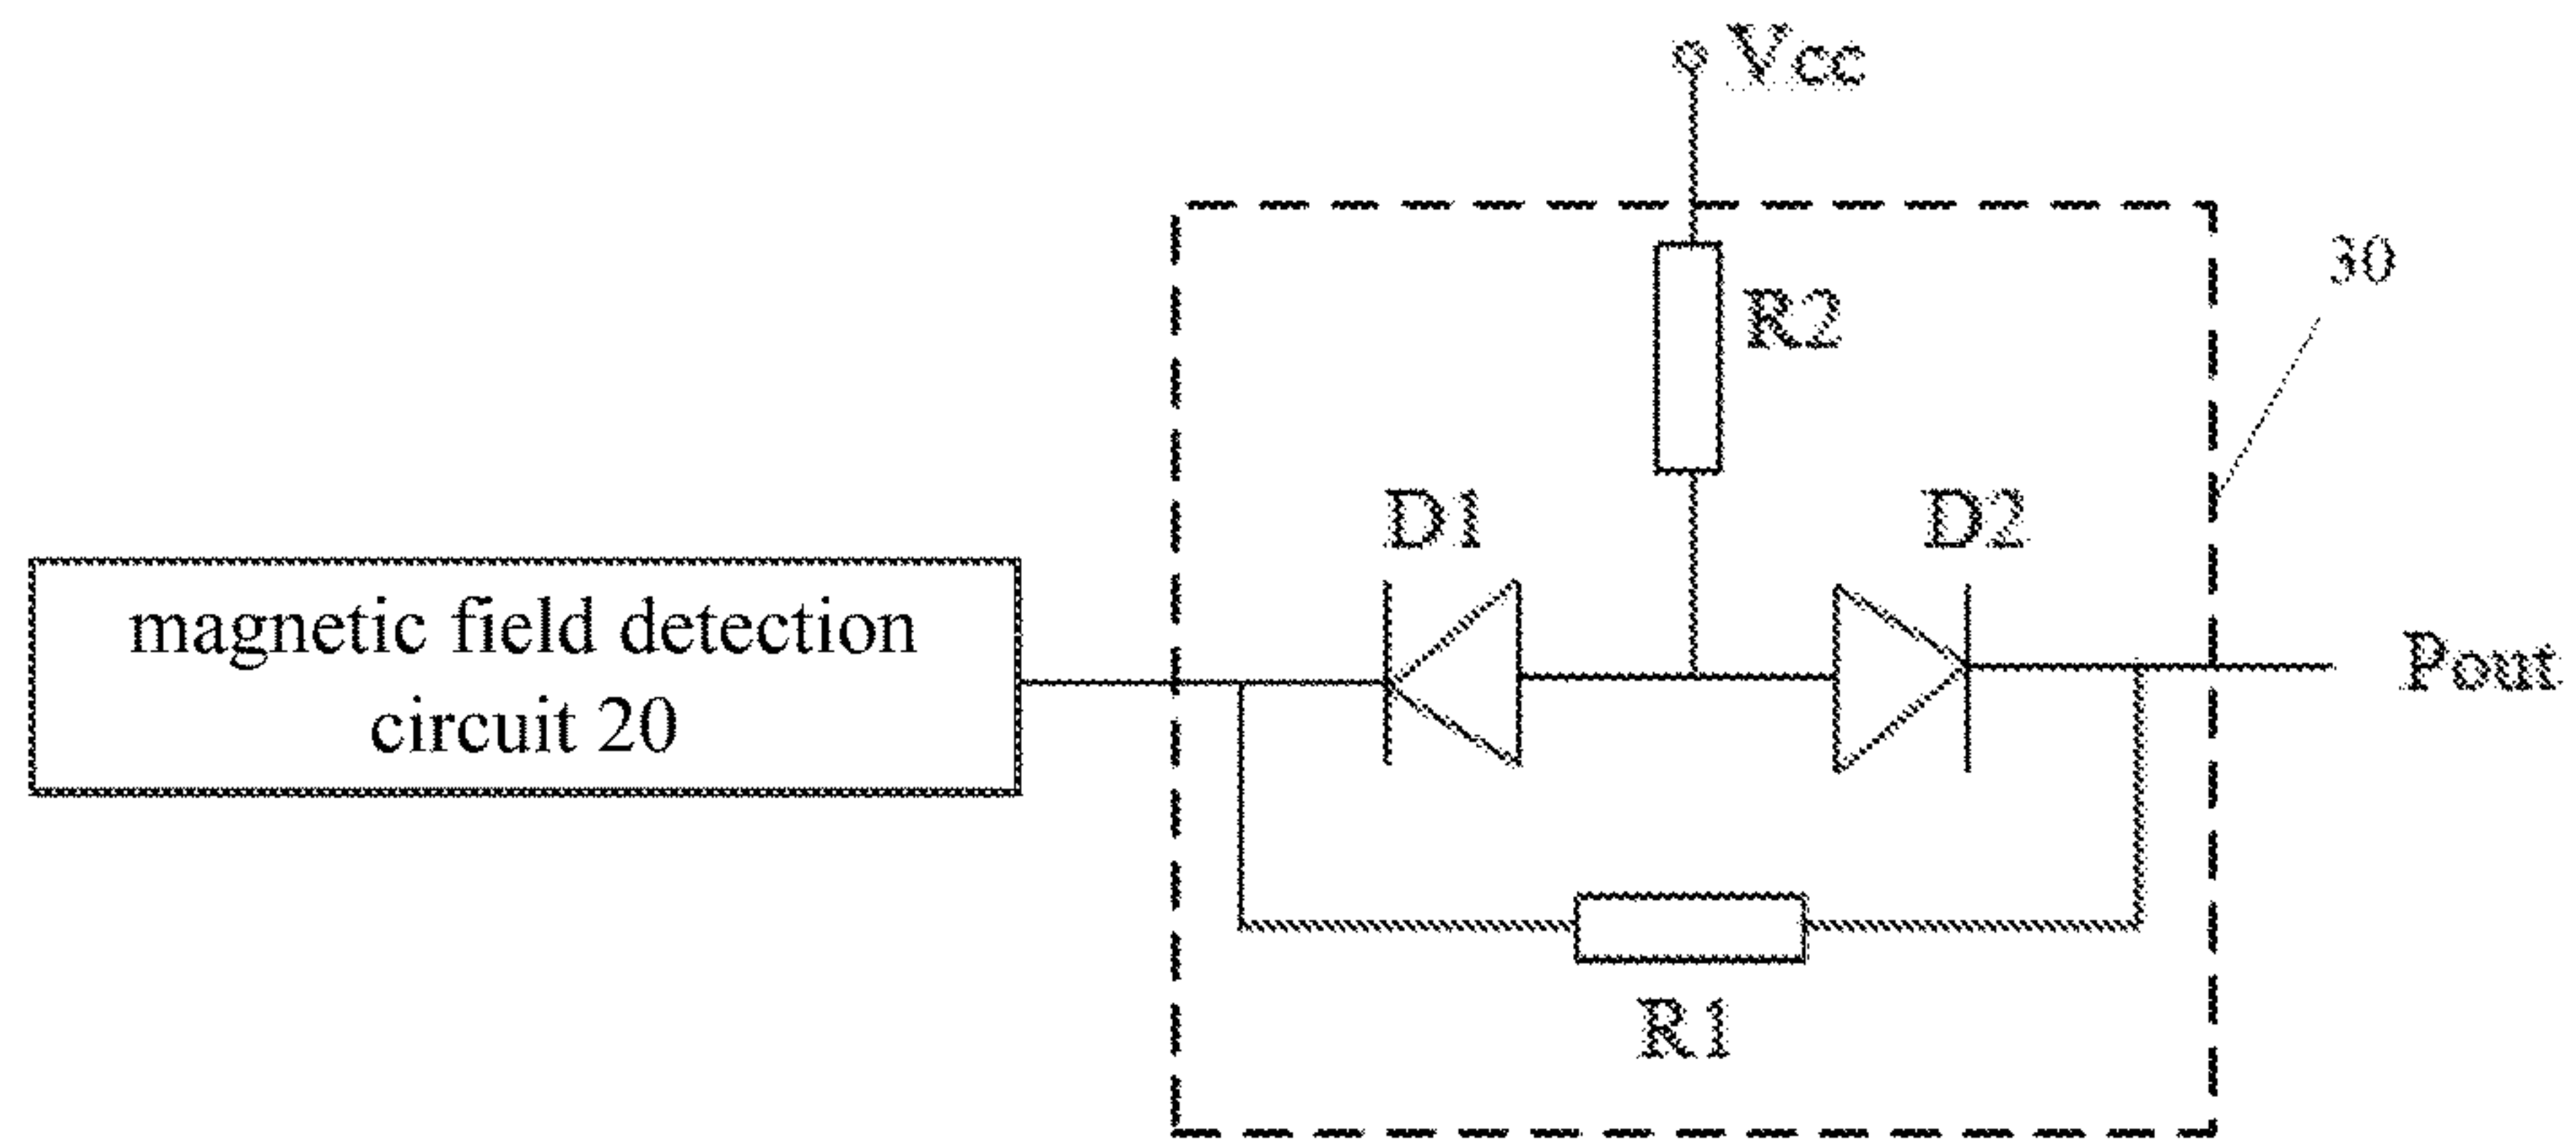 Vcc
30
R2
D1
D2
magnetic field detection
circuit 20
Pout
R1